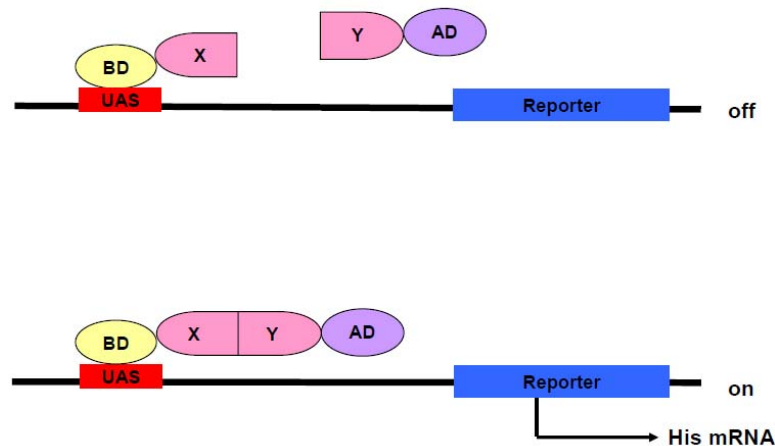 Y
AD
X
BD
UAS
Reporter
off
X
Y
AD
BD
UAS
Reporter
on
His mRNA